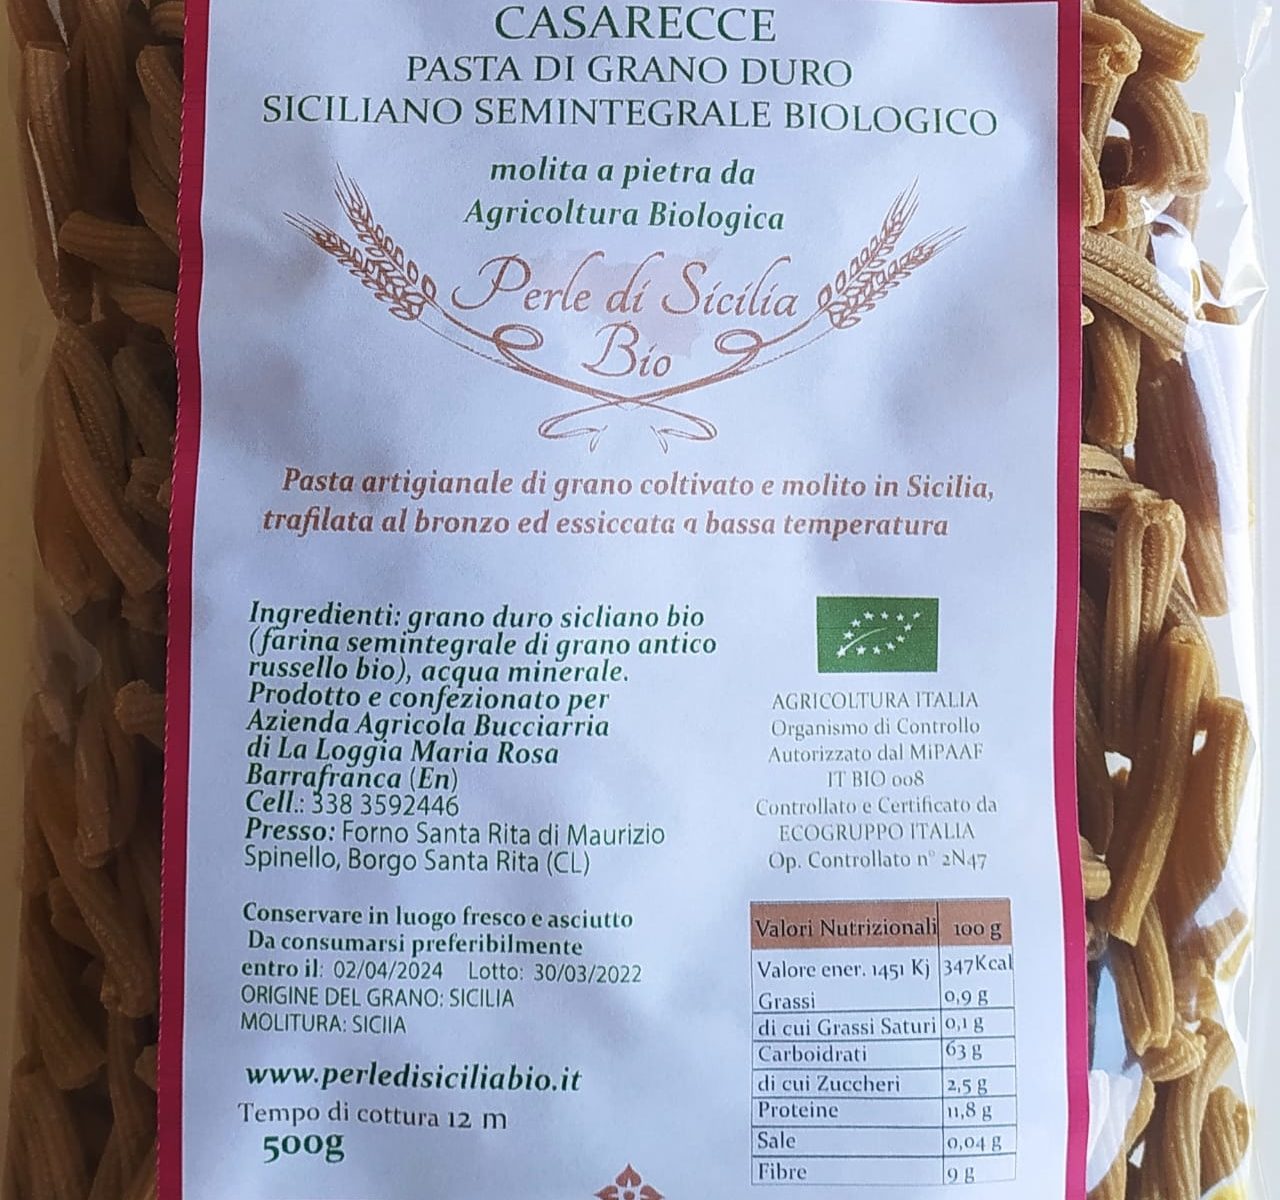 CASARECCE
PASTA DI GRANO DURO
SICILIANO SEMINTEGRALE BIOLOGICO
molita a pietra da
Agricoltura Biologica
Perle di Sicilia
Bio
Pasta artigianale di grano coltivato e molito in Sicilia,
trafilata al bronzo ed essiccata a bassa temperatura
Ingredienti: grano duro sicliano bio
(farina semintegrale di grano antico
russello bio), acqua minerale.
Prodotto e confezionato per
Azienda Agricola Bucciarria
di La Loggia Maria Rosa
Barrafranca (En)
Cell.: 338 3592446
Presso: Forno Santa Rita di Maurizio
Spinello, Borgo Santa Rita (CL)
Conservare in luogo fresco e asciutto
Da consumarsi preferibilmente
entro il: 02/04/2024 Lotto: 30/03/2022
ORIGINE DEL GRANO: SICILIA
MOLITURA: SICIIA
www.perledisiciliabio.it
Tempo di cottura 12 m
500g
AGRICOLTURA ITALIA
Organismo di Controllo
Autorizzato dal MiPAAF
IT BIO 008
Controllato e Certificato da
ECOGRUPPO ITALIA
Op. Controllato n° 2N47
Valori Nutrizionali 100 g
Valore ener. 1451 Kj 347Kcal
Grassi 0,9 g
di cui Grassi Saturi 0,1 g
Carboidrati 63 g
di cui Zuccheri 2,5 g
Proteine 11,8 g
Sale 0,04 g
Fibre 9 g